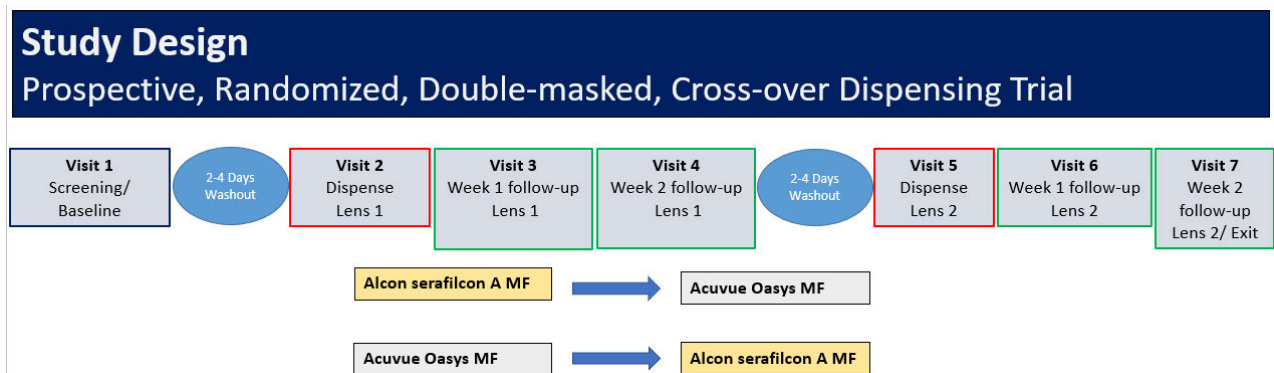 Study Design
Prospective, Randomized, Double-masked, Cross-over Dispensing Trial
Visit 1
Screening/
Baseline
2-4 Days
Washout
Visit 2
Dispense
Lens 1
Visit 3
Week 1 follow-up
Lens 1
Visit 4
Week 2 follow-up
Lens 1
2-4 Days
Washout
Visit 5
Dispense
Lens 2
Visit 6
Week 1 follow-up
Lens 2
Visit 7
Week 2
follow-up
Lens 2/ Exit
Alcon serafilcon A MF
Acuvue Oasys MF
Acuvue Oasys MF
Alcon serafilcon A MF